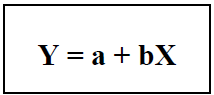 Y = a + bX